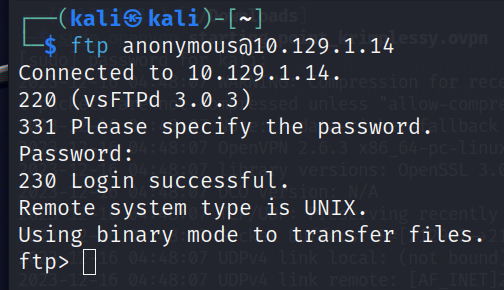 ┌──(kali㉿kali)-[~]
└─$ ftp anonymous@10.129.1.14
Connected to 10.129.1.14.
220 (vsFTPd 3.0.3)
331 Please specify the password.
Password:
230 Login successful.
Remote system type is UNIX.
Using binary mode to transfer files.
ftp>